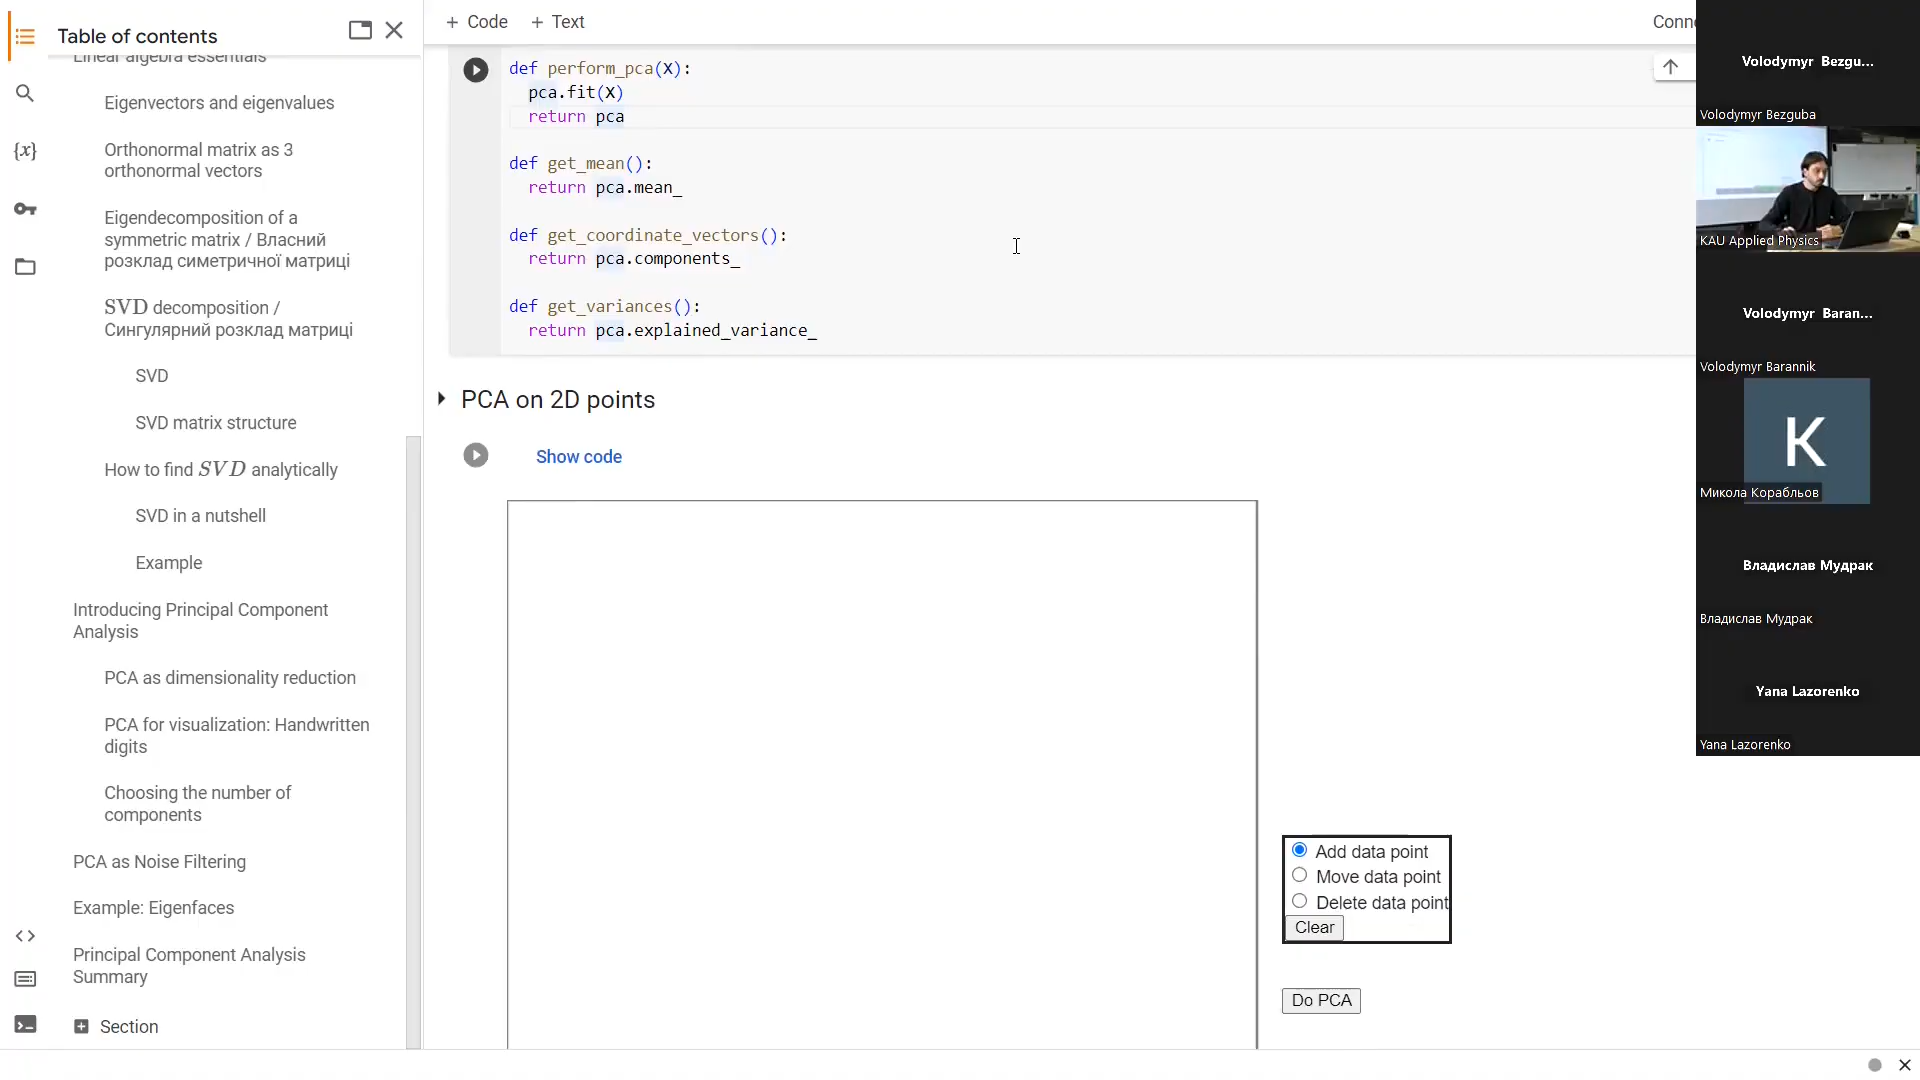 Table of contents
Linear algebra essentials
Eigenvectors and eigenvalues
Orthonormal matrix as 3
orthonormal vectors
Eigendecomposition of a
symmetric matrix / Власний
розклад симетричної матриці
SVD decomposition /
Сингулярний розклад матриці
SVD
SVD matrix structure
How to find SVD analytically
SVD in a nutshell
Example
Introducing Principal Component
Analysis
PCA as dimensionality reduction
PCA for visualization: Handwritten
digits
Choosing the number of
components
PCA as Noise Filtering
Example: Eigenfaces
Principal Component Analysis
Summary
Section
+ Code + Text
Conne
def perform_pca(X):
pca.fit(X)
return pca
def get_mean():
return pca.mean_
def get_coordinate_vectors():
return pca.components_
def get_variances():
return pca.explained_variance_
PCA on 2D points
Show code
Add data point
Move data point
Delete data point
Clear
Do PCA
Volodymyr Bezgu...
Volodymyr Bezguba
KAU Applied Physics
Volodymyr Baran...
Volodymyr Barannik
K
Микола Корабльов
Владислав Мудрак
Владислав Мудрак
Yana Lazorenko
Yana Lazorenko